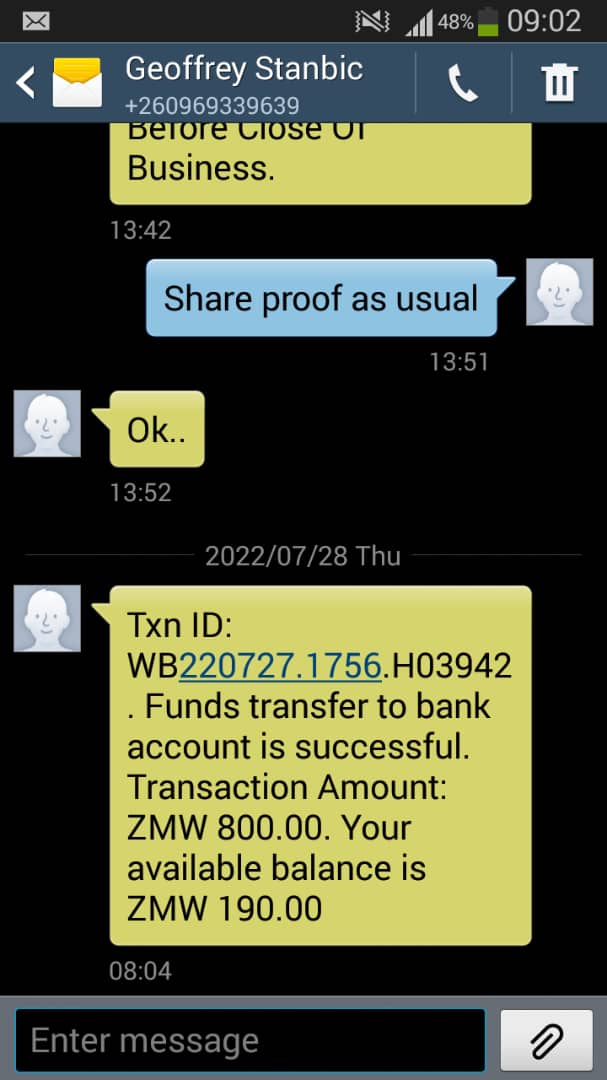 48% 09:02
Geoffrey Stanbic
+260969339639
Before Close Of
Business.
13:42
Share proof as usual
13:51
Ok..
13:52
2022/07/28 Thu
Txn ID:
WB220727.1756.H03942
. Funds transfer to bank
account is successful.
Transaction Amount:
ZMW 800.00. Your
available balance is
ZMW 190.00
08:04
Enter message